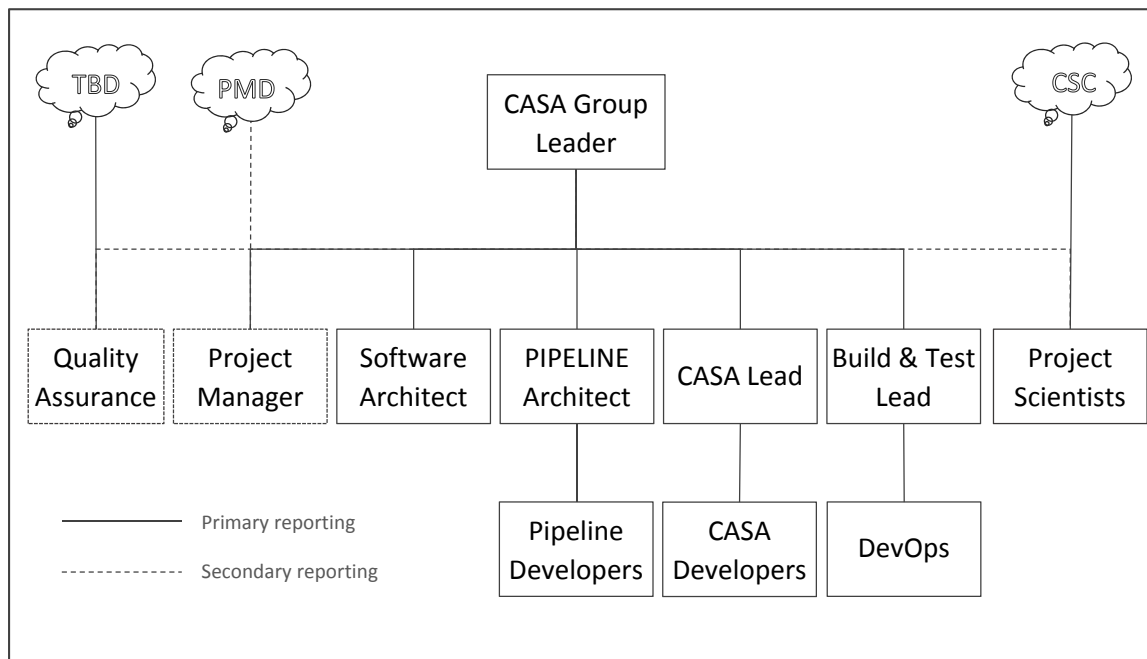 TBD
PMD
CSC
CASA Group
Leader
Quality
Assurance
Project
Manager
Software
Architect
PIPELINE
Architect
CASA Lead
Build & Test
Lead
Project
Scientists
Pipeline
Developers
CASA
Developers
DevOps
Primary reporting
Secondary reporting